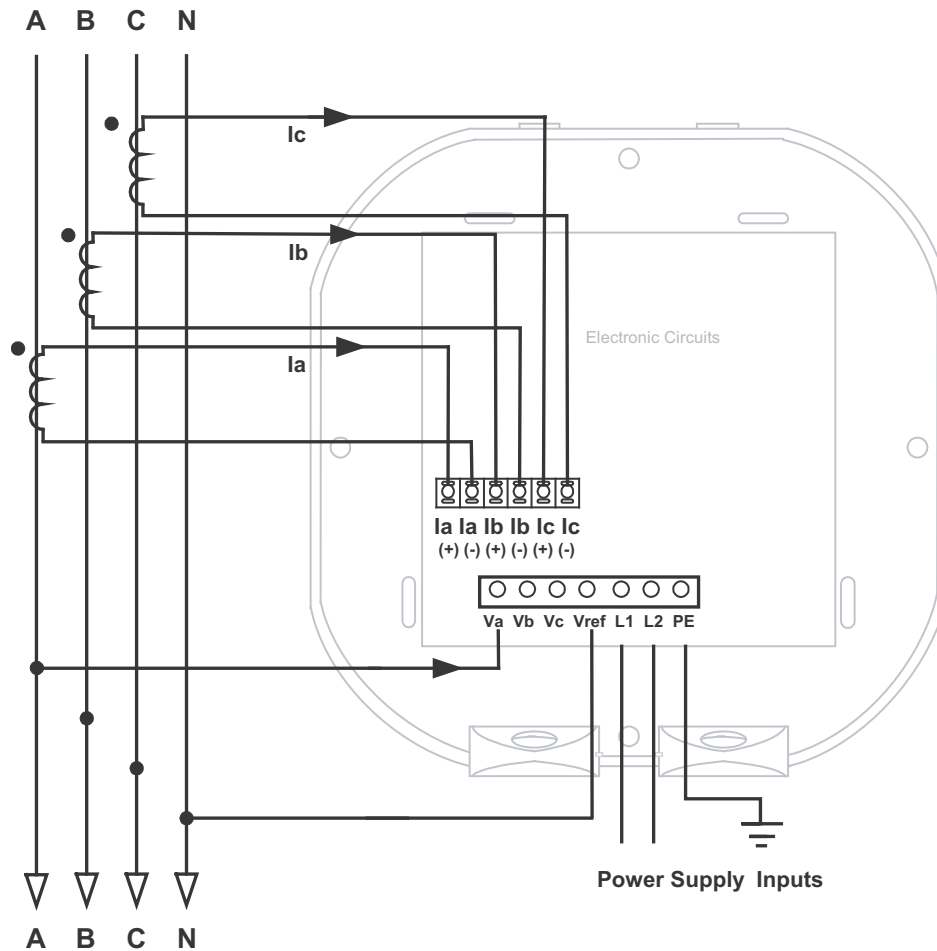 A B C N
Ic
Ib
Electronic Circuits
Ia
Ia Ia Ib Ib Ic Ic
(+) (-) (+) (-) (+) (-)
Va Vb Vc Vref L1 L2 PE
Power Supply Inputs
A B C N